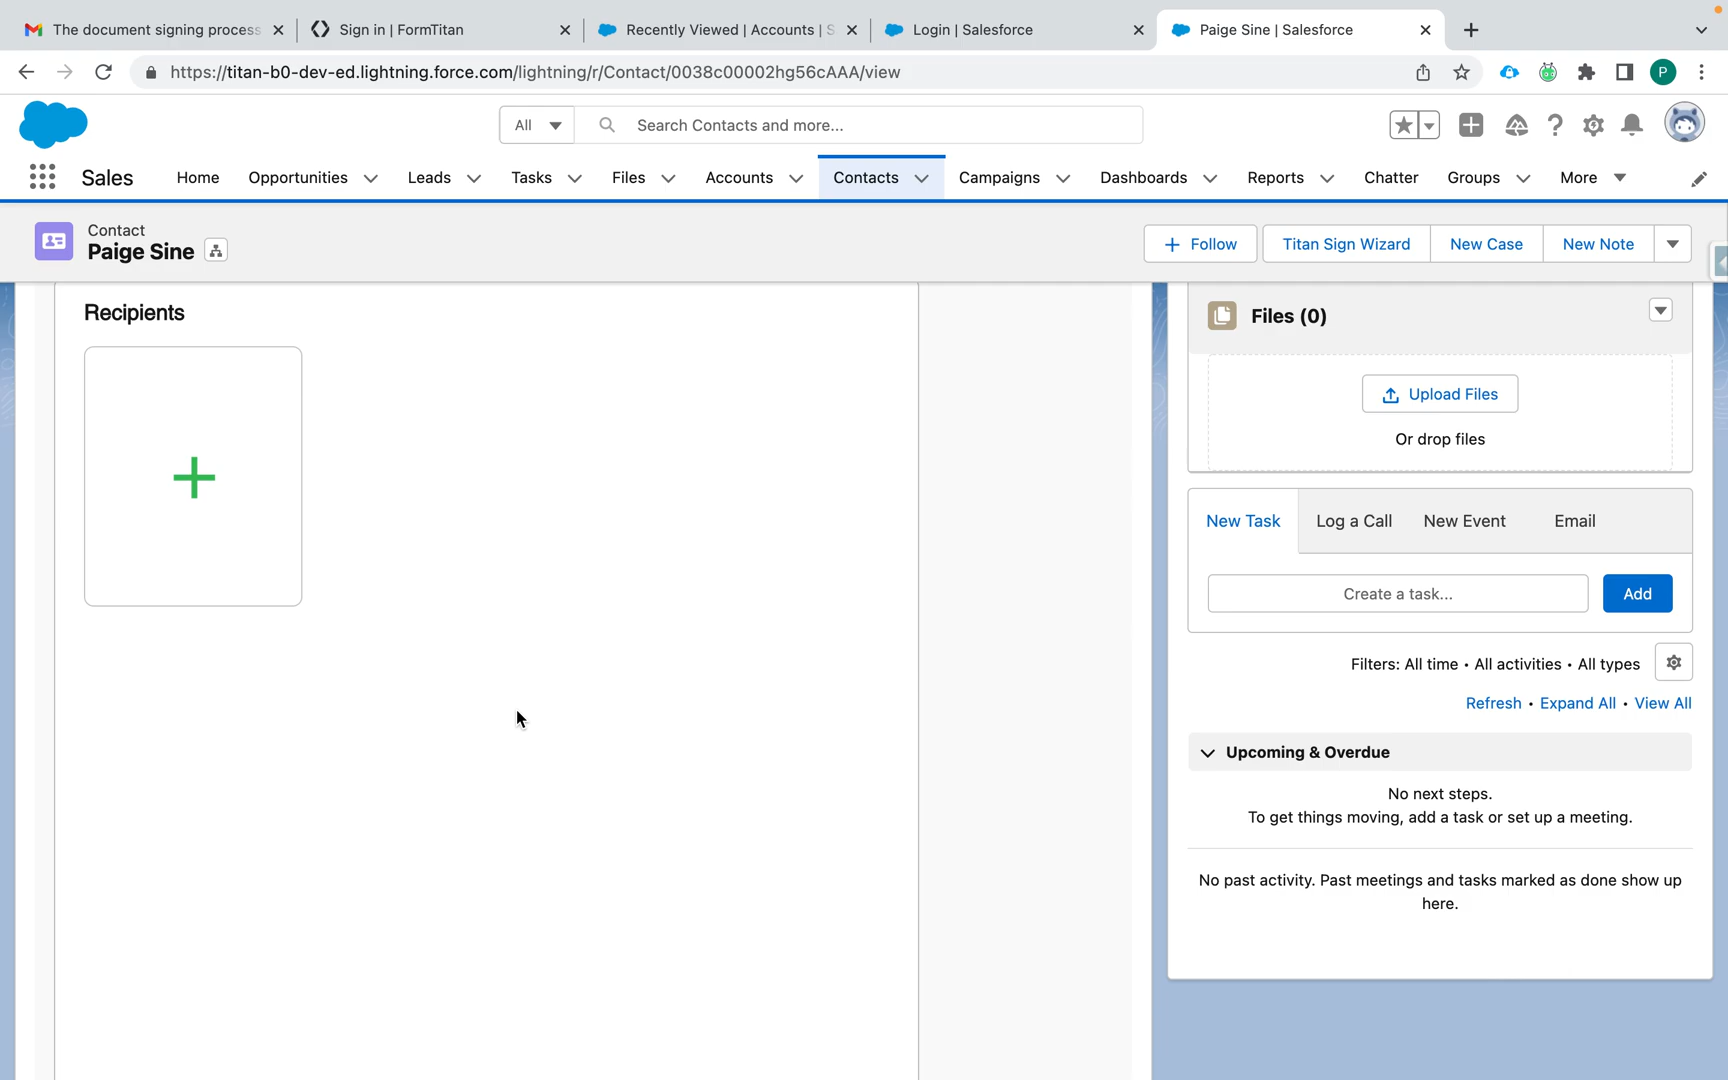 The document signing process
Sign in | FormTitan
Recently Viewed | Accounts | S
Login | Salesforce
Paige Sine | Salesforce
https://titan-b0-dev-ed.lightning.force.com/lightning/r/Contact/0038c00002hg56cAAA/view
P
All
Search Contacts and more...
Sales
Home
Opportunities
Leads
Tasks
Files
Accounts
Contacts
Campaigns
Dashboards
Reports
Chatter
Groups
More
Contact
Paige Sine
Follow
Titan Sign Wizard
New Case
New Note
Recipients
Files (0)
Upload Files
Or drop files
New Task
Log a Call
New Event
Email
Create a task...
Add
Filters: All time • All activities • All types
Refresh • Expand All • View All
Upcoming & Overdue
No next steps.
To get things moving, add a task or set up a meeting.
No past activity. Past meetings and tasks marked as done show up
here.